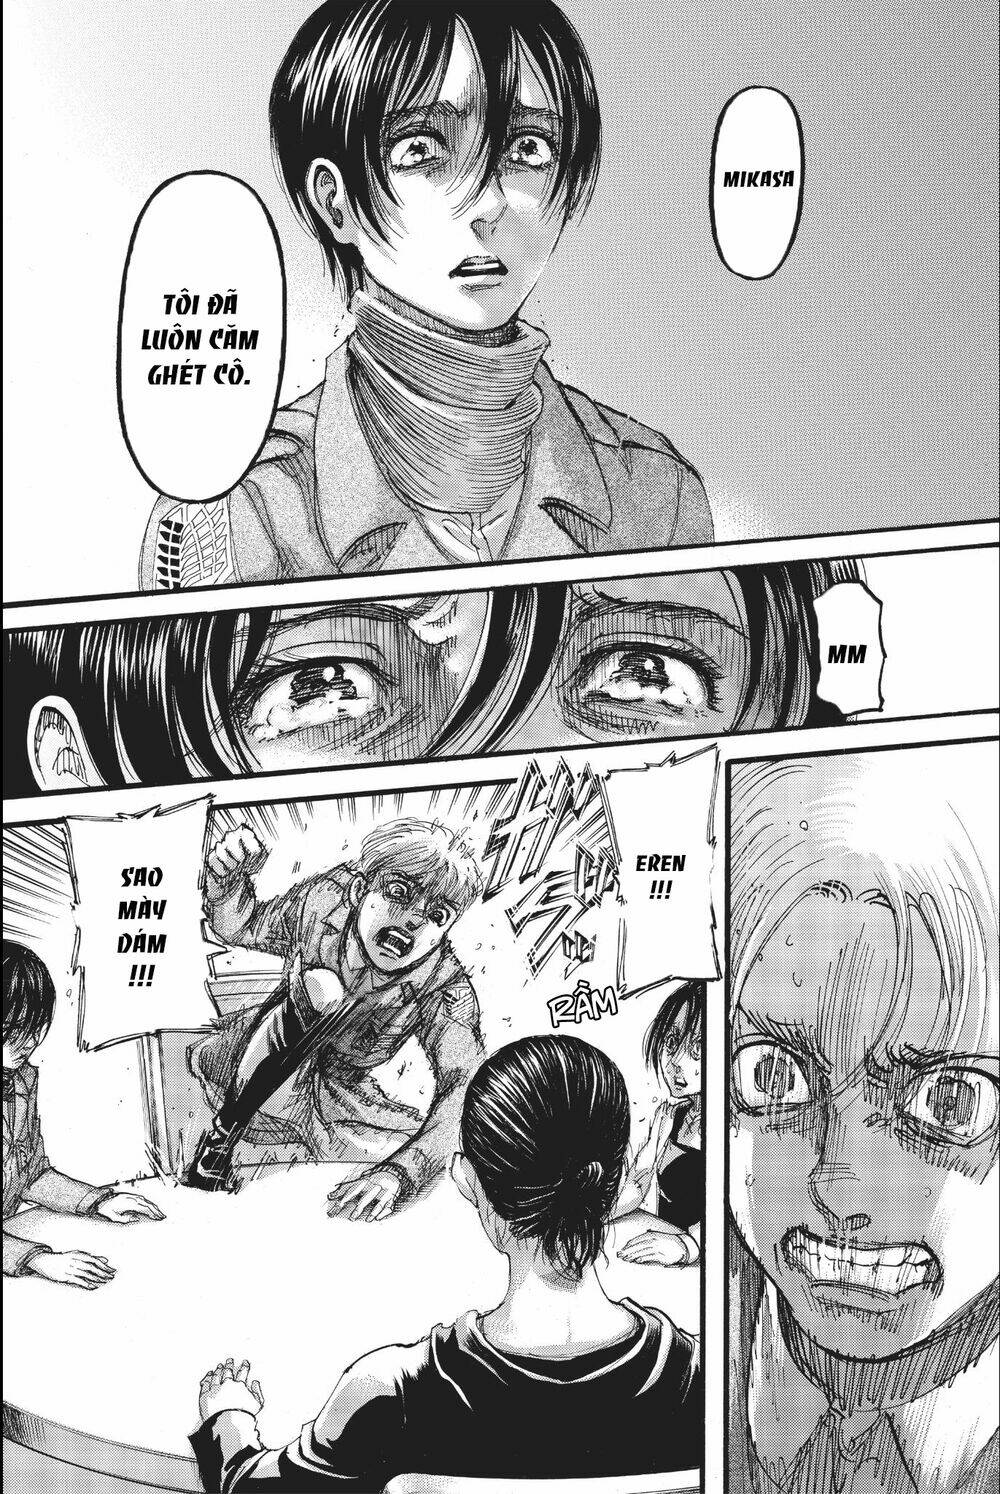 MIKASA
TÔI ĐÃ
LUÔN CĂM
GHÉT CÔ.
MM
EREN
!!!
RẦM
SAO
MÀY
DÁM
!!!